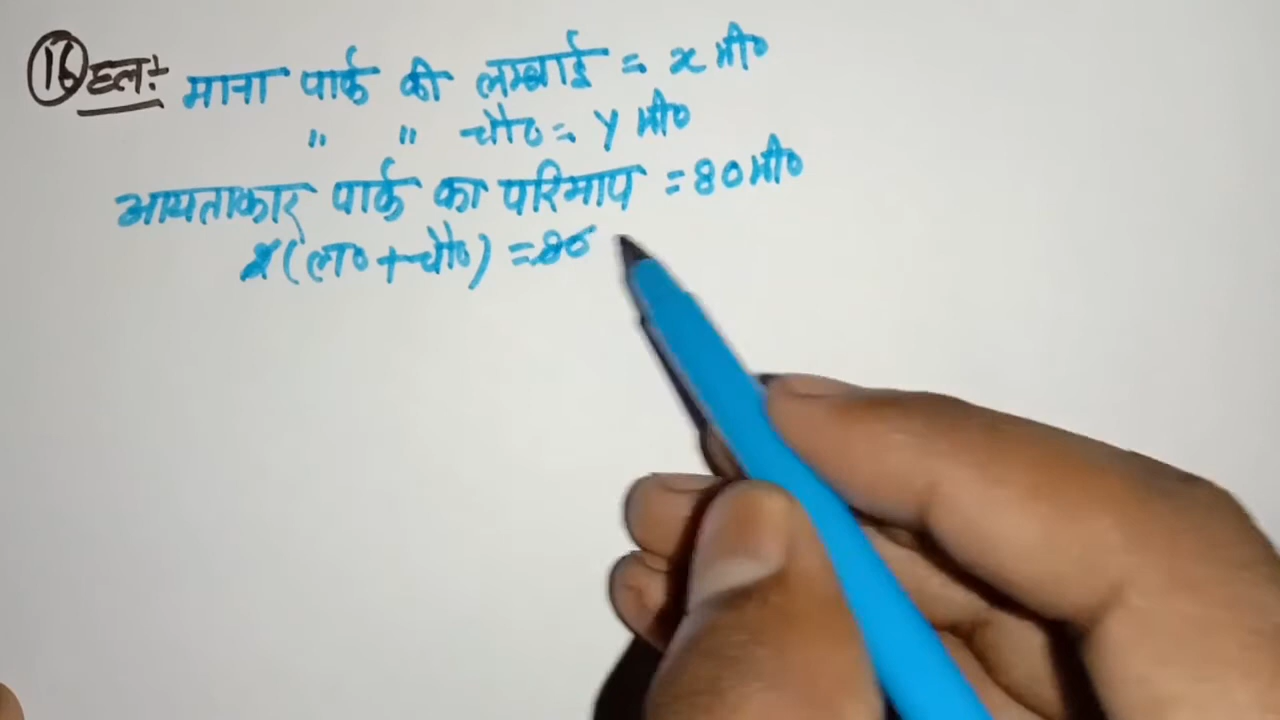 16 हलः- माना पार्क की लम्बाई = x मी०
" " चौ० = y मी०
आयताकार पार्क का परिमाप = 80 मी०
2(ल० + चौ०) = 80